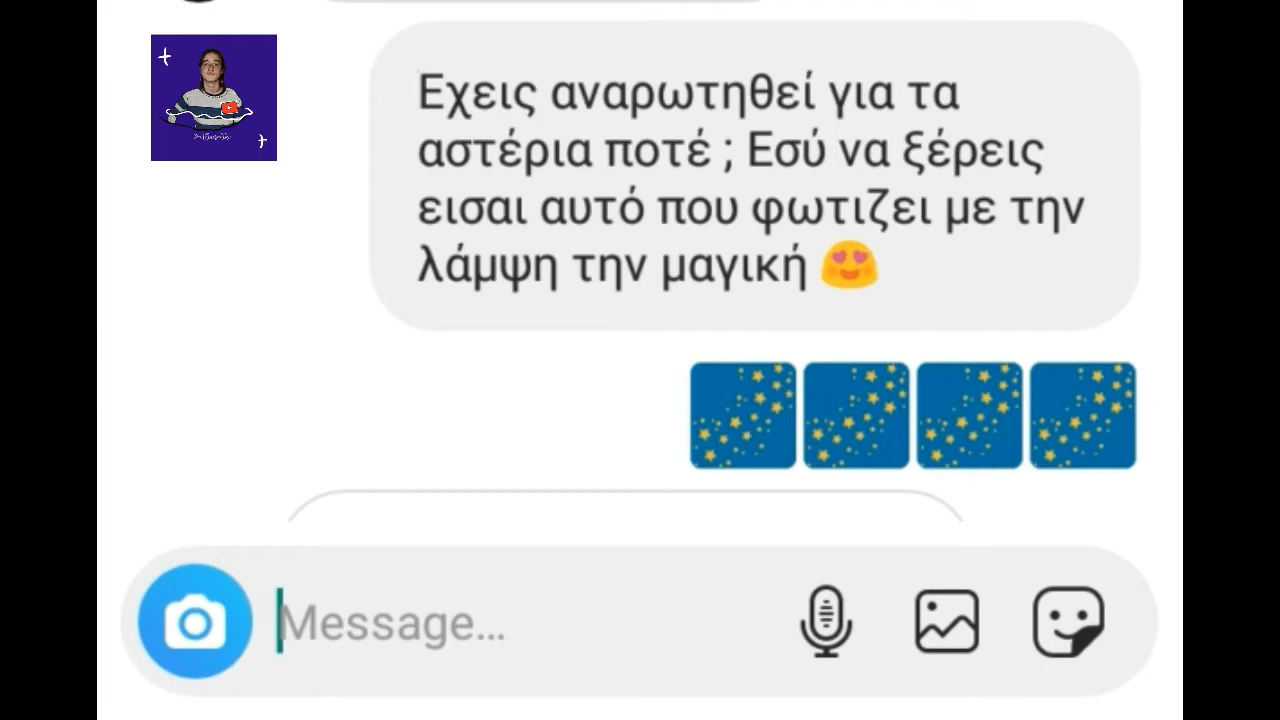 Εχεις αναρωτηθεί για τα
αστέρια ποτέ ; Εσύ να ξέρεις
εισαι αυτό που φωτιζει με την
λάμψη την μαγική 😍
Message...